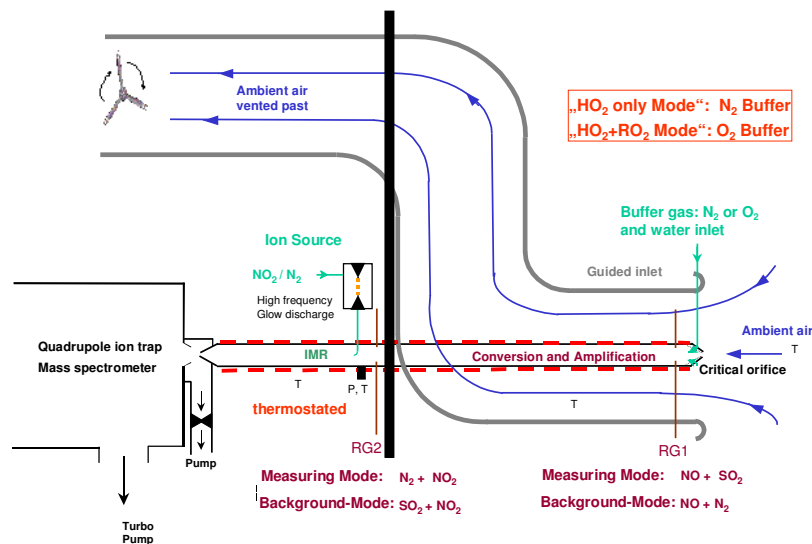 Ambient air
vented past
„HO₂ only Mode“: N₂ Buffer
„HO₂+RO₂ Mode“: O₂ Buffer
Buffer gas: N₂ or O₂
and water inlet
Ion Source
NO₂ / N₂
High frequency
Glow discharge
Guided inlet
Quadrupole ion trap
Mass spectrometer
IMR
Conversion and Amplification
Ambient air
T
Critical orifice
T
P, T
T
thermostated
RG2
RG1
Pump
Measuring Mode: N₂ + NO₂
Background-Mode: SO₂ + NO₂
Measuring Mode: NO + SO₂
Background-Mode: NO + N₂
Turbo
Pump